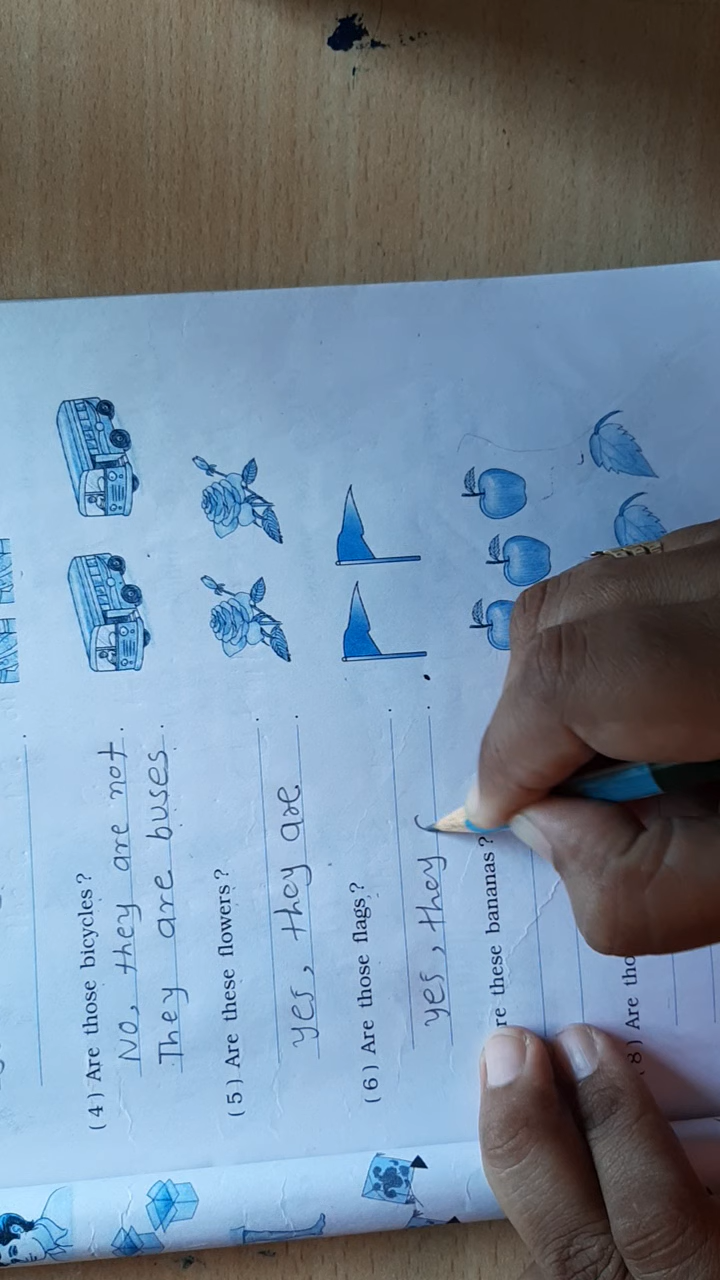 (4) Are those bicycles?
No, they are not.
They are buses.
(5) Are these flowers?
yes, they are.
(6) Are those flags?
yes, they
re these bananas?
8) Are tho